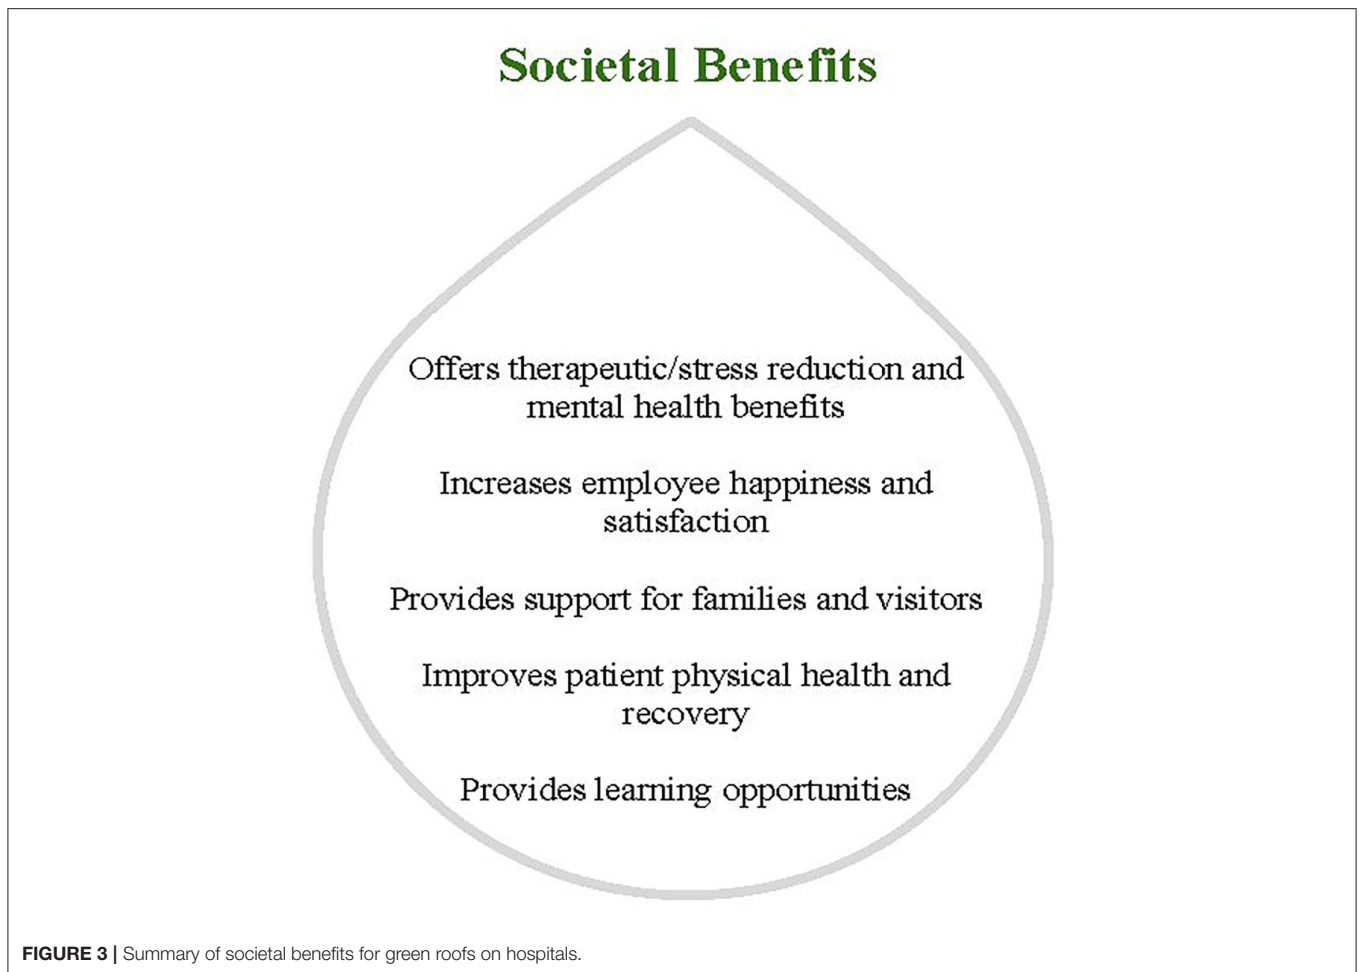 Societal Benefits
Offers therapeutic/stress reduction and
mental health benefits
Increases employee happiness and
satisfaction
Provides support for families and visitors
Improves patient physical health and
recovery
Provides learning opportunities
FIGURE 3 | Summary of societal benefits for green roofs on hospitals.